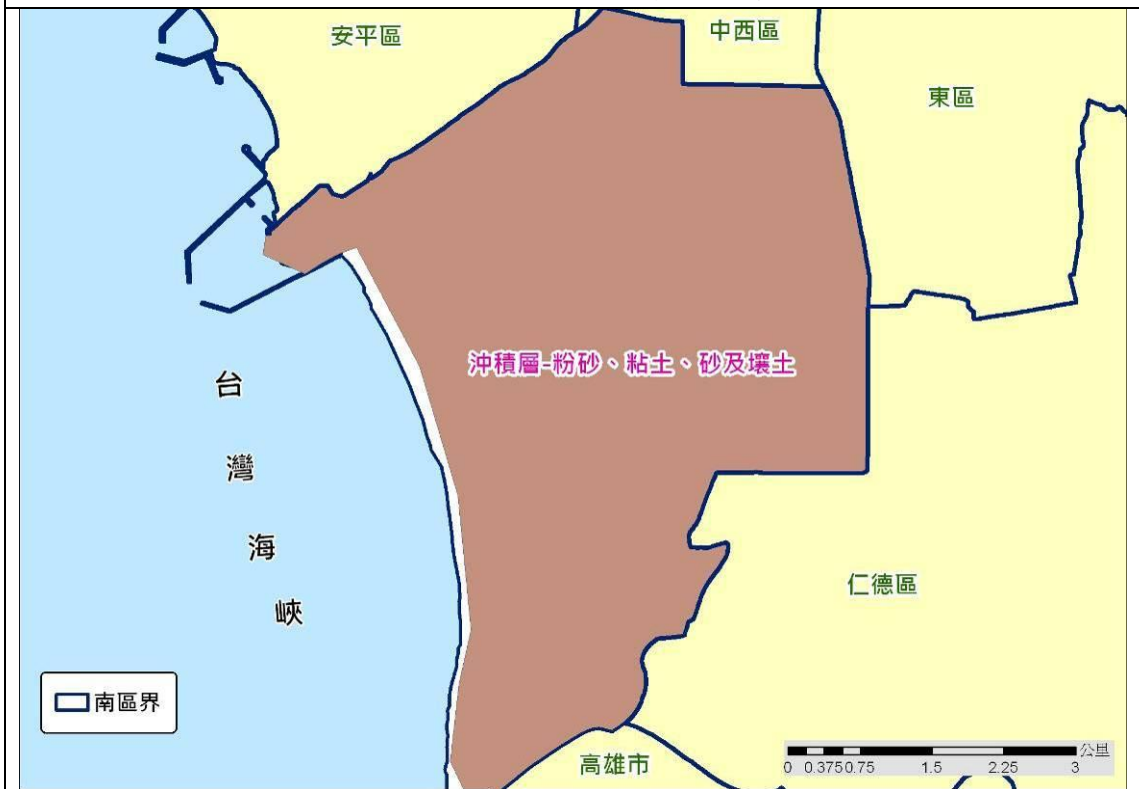 安平區
中西區
東區
沖積層-粉砂、粘土、砂及壤土
台灣海峽
仁德區
南區界
高雄市
公里
0 0.375 0.75 1.5 2.25 3